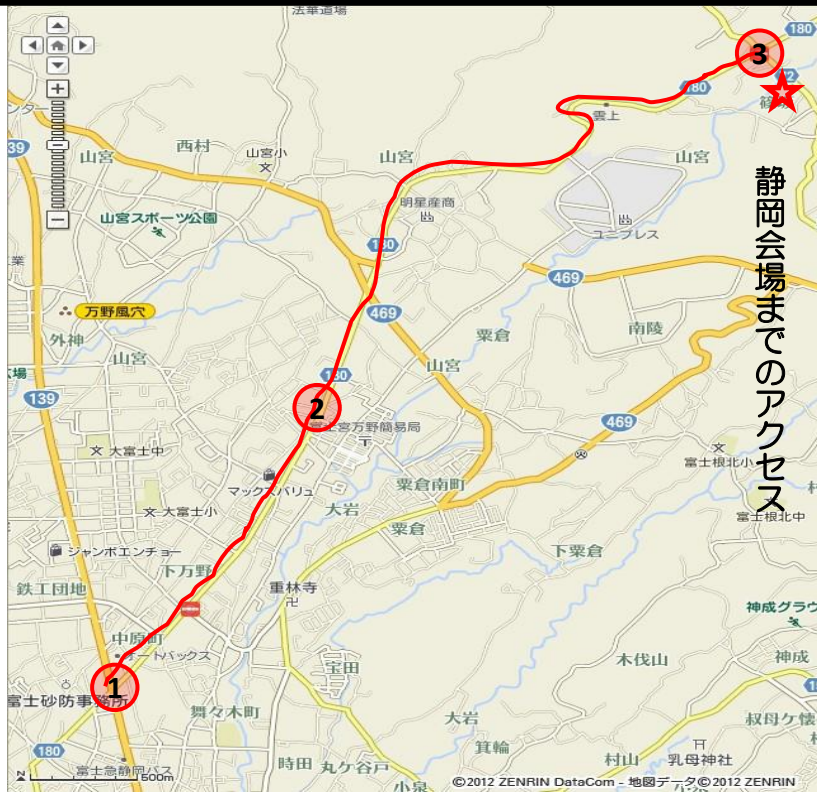 法華道場
180
3
180
72
雲上
西村
山宮
山宮小
山宮
山宮
明星産商
山宮スポーツ公園
ユニプレス
静岡会場までのアクセス
180
469
469
万野風穴
外神
山宮
粟倉
南陵
山宮
139
180
2
469
富士宮万野簡易局
大富士中
富士根北小
マックスバリュ
粟倉南町
大岩
富士根北中
大富士小
粟倉
ジャンボエンチョー
下粟倉
下万野
鉄工団地
重林寺
神成グラウ
中原町
オートバックス
木伐山
神成
宝田
1
富士砂防事務所
舞々木町
大岩
叔母ケ懐
180
箕輪
村山
乳母神社
富士急静岡バス
時田
丸ケ谷戸
小泉
500m
©2012 ZENRIN DataCom - 地図データ©2012 ZENRIN